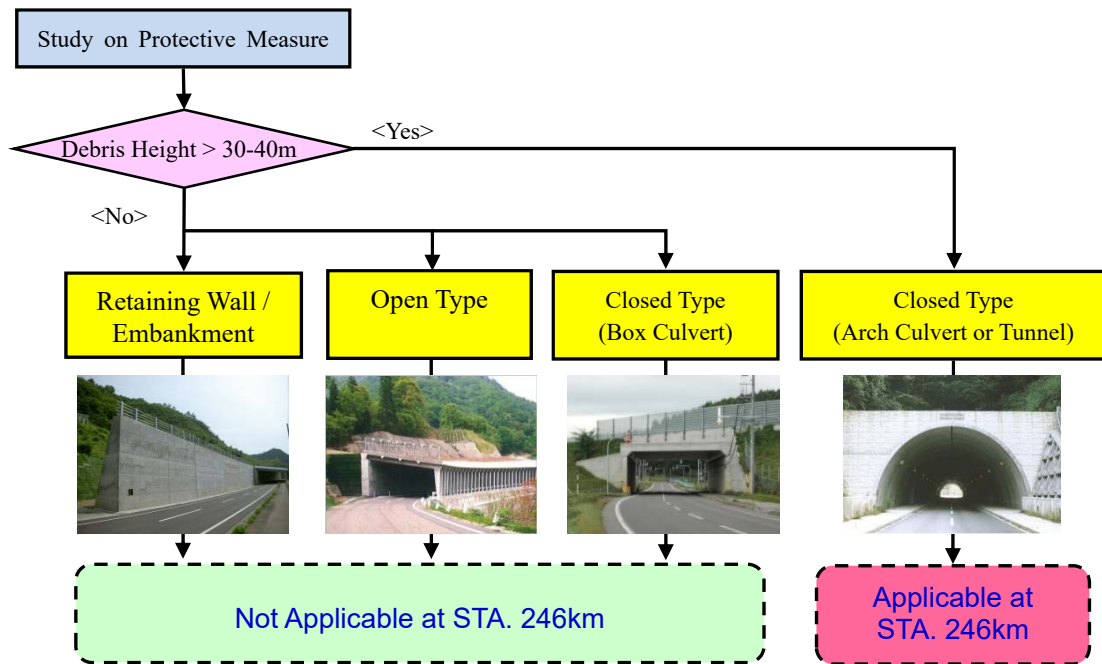 Study on Protective Measure
<Yes>
Debris Height > 30-40m
<No>
Retaining Wall /
Embankment
Open Type
Closed Type
(Box Culvert)
Closed Type
(Arch Culvert or Tunnel)
Not Applicable at STA. 246km
Applicable at
STA. 246km